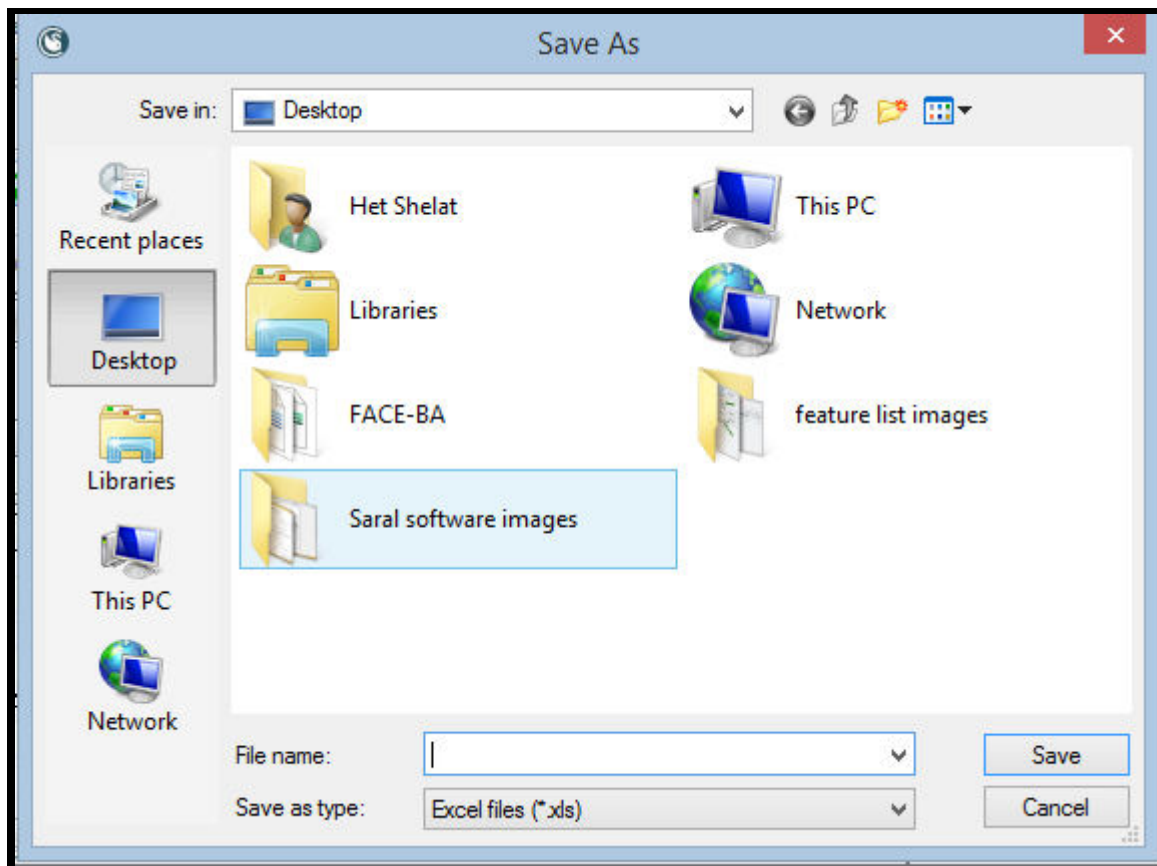 Save As
Save in:
Desktop
Recent places
Desktop
Libraries
This PC
Network
Het Shelat
This PC
Libraries
Network
FACE-BA
feature list images
Saral software images
File name:
Save
Save as type:
Excel files (*.xls)
Cancel